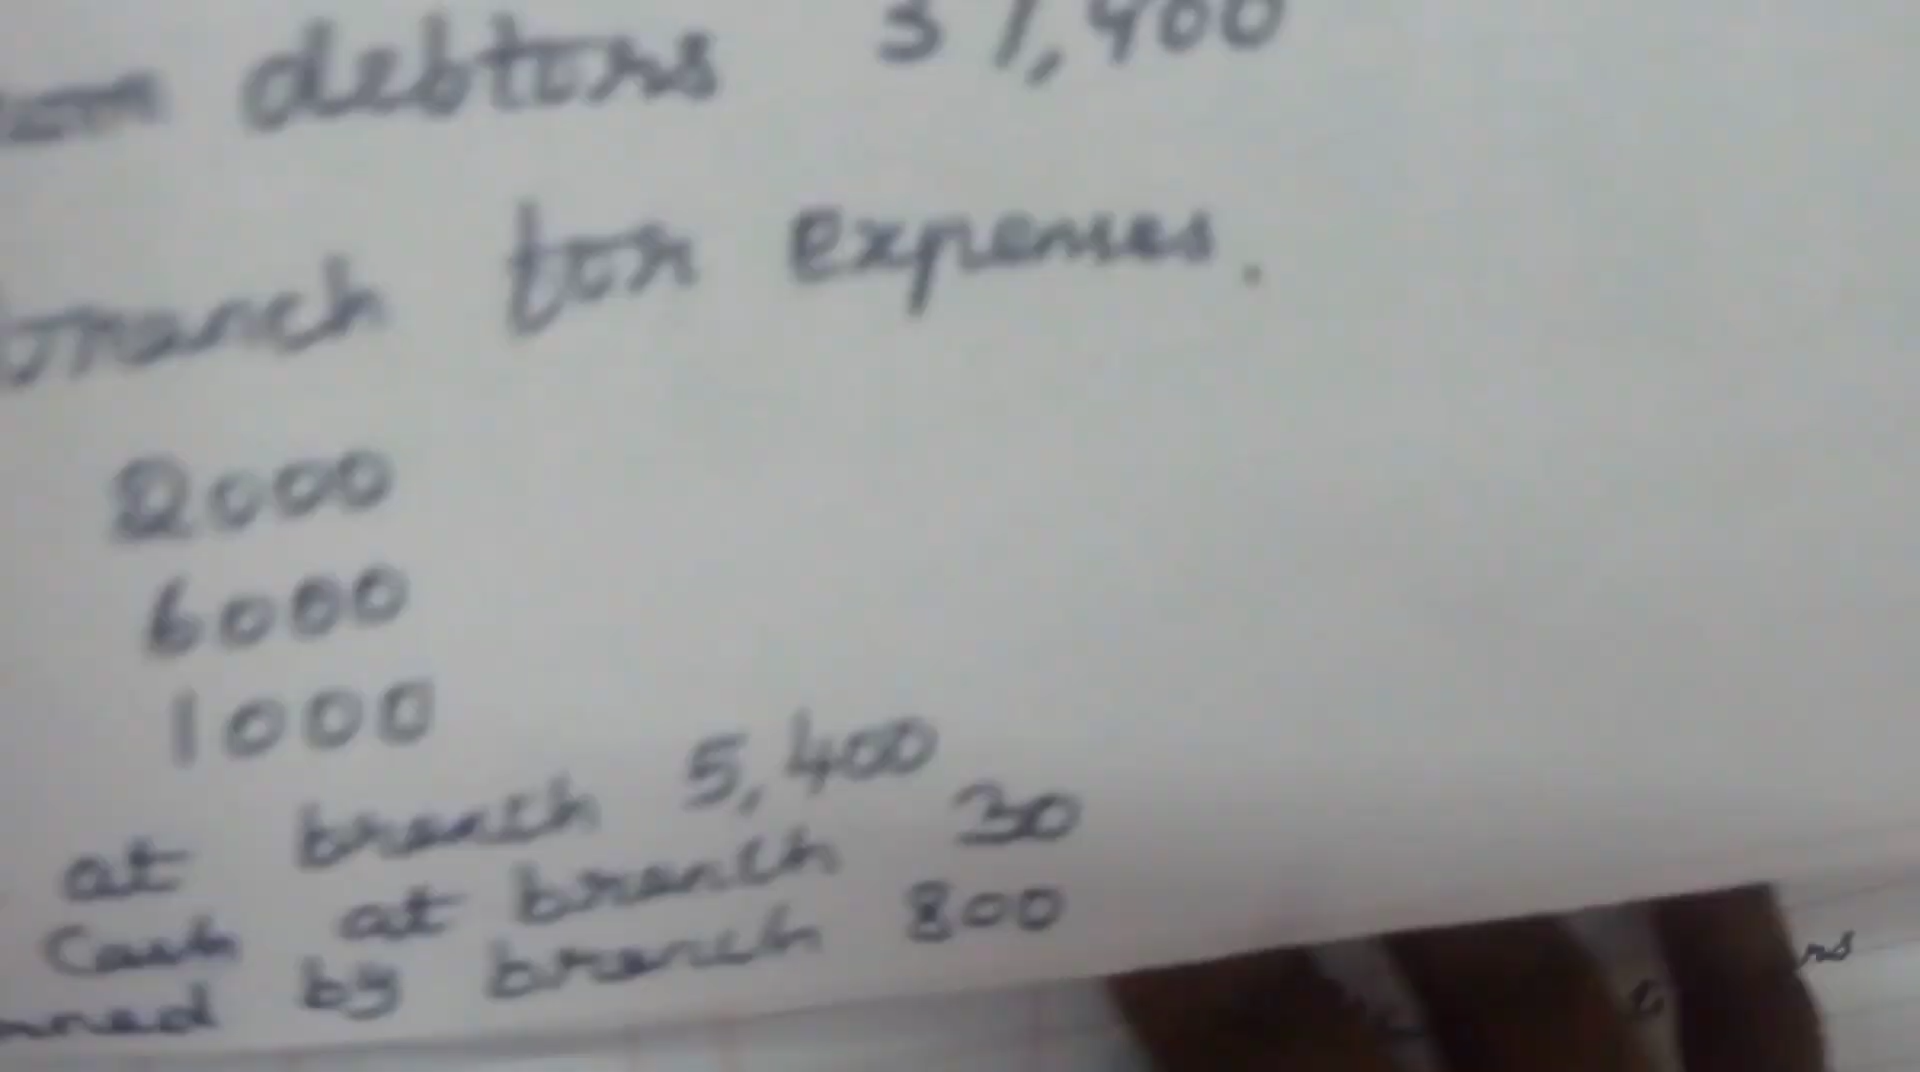 debtors 31,400
branch for expenses.
2000
6000
1000
at branch 5,400
Cash at branch 30
by branch 800